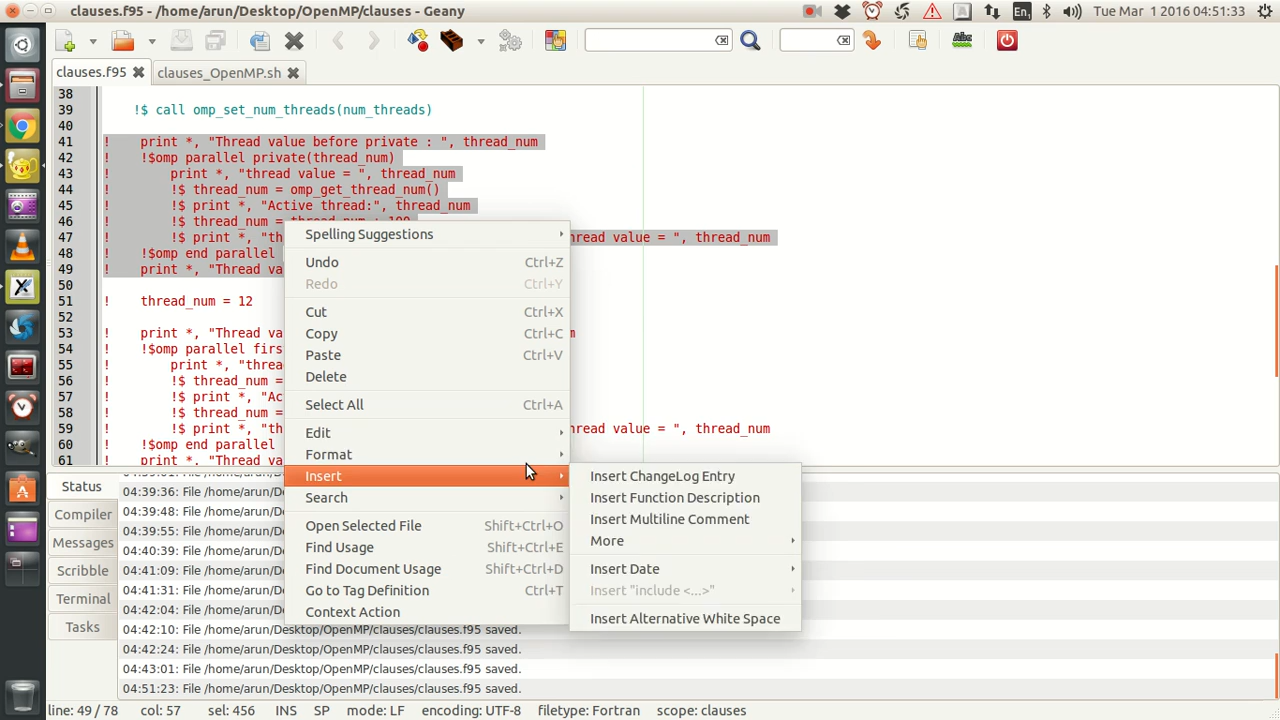 clauses.f95 - /home/arun/Desktop/OpenMP/clauses - Geany
En1
Tue Mar 1 2016 04:51:33
Abc
clauses.f95
clauses_OpenMP.sh
38
39 !$ call omp_set_num_threads(num_threads)
40
41 ! print *, "Thread value before private : ", thread_num
42 ! !$omp parallel private(thread_num)
43 ! print *, "thread value = ", thread_num
44 ! !$ thread_num = omp_get_thread_num()
45 ! !$ print *, "Active thread:", thread_num
46 ! !$ thread_num = thread_num + 100
47 ! !$ print *, "th hread value = ", thread_num
48 ! !$omp end parallel
49 ! print *, "Thread va
50
51 ! thread_num = 12
52
53 ! print *, "Thread va
54 ! !$omp parallel firs
55 ! print *, "thre
56 ! !$ thread_num =
57 ! !$ print *, "Ac
58 ! !$ thread_num =
59 ! !$ print *, "th read value = ", thread_num
60 ! !$omp end parallel
61 ! print *, "Thread va
Spelling Suggestions
Undo Ctrl+Z
Redo Ctrl+Y
Cut Ctrl+X
Copy Ctrl+C
Paste Ctrl+V
Delete
Select All Ctrl+A
Edit
Format
Insert
Search
Open Selected File Shift+Ctrl+O
Find Usage Shift+Ctrl+E
Find Document Usage Shift+Ctrl+D
Go to Tag Definition Ctrl+T
Context Action
Insert ChangeLog Entry
Insert Function Description
Insert Multiline Comment
More
Insert Date
Insert "include <...>"
Insert Alternative White Space
Status
Compiler
Messages
Scribble
Terminal
Tasks
04:39:36: File /home/arun/Desktop
04:39:48: File /home/arun/Desktop
04:39:55: File /home/arun/Desktop
04:40:39: File /home/arun/Desktop
04:41:09: File /home/arun/Desktop
04:41:31: File /home/arun/Desktop
04:42:04: File /home/arun/Desktop
04:42:10: File /home/arun/Desktop/OpenMP/clauses/clauses.f95 saved.
04:42:24: File /home/arun/Desktop/OpenMP/clauses/clauses.f95 saved.
04:43:01: File /home/arun/Desktop/OpenMP/clauses/clauses.f95 saved.
04:51:23: File /home/arun/Desktop/OpenMP/clauses/clauses.f95 saved.
line: 49 / 78 col: 57 sel: 456 INS SP mode: LF encoding: UTF-8 filetype: Fortran scope: clauses